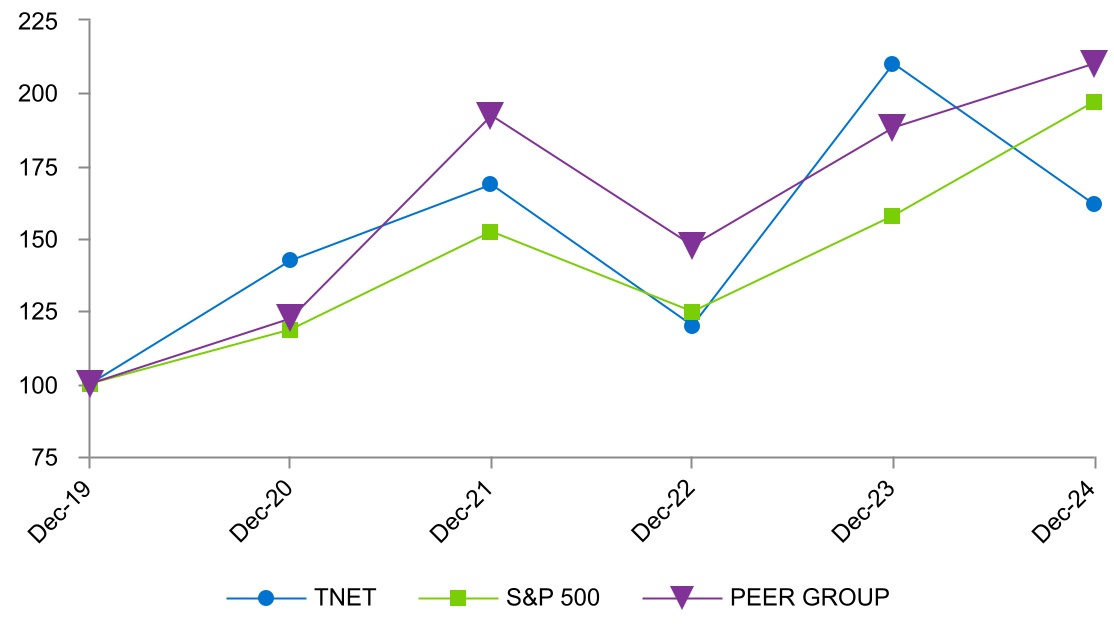 225
200
175
150
125
100
75
Dec-19
Dec-20
Dec-21
Dec-22
Dec-23
Dec-24
TNET
S&P 500
PEER GROUP